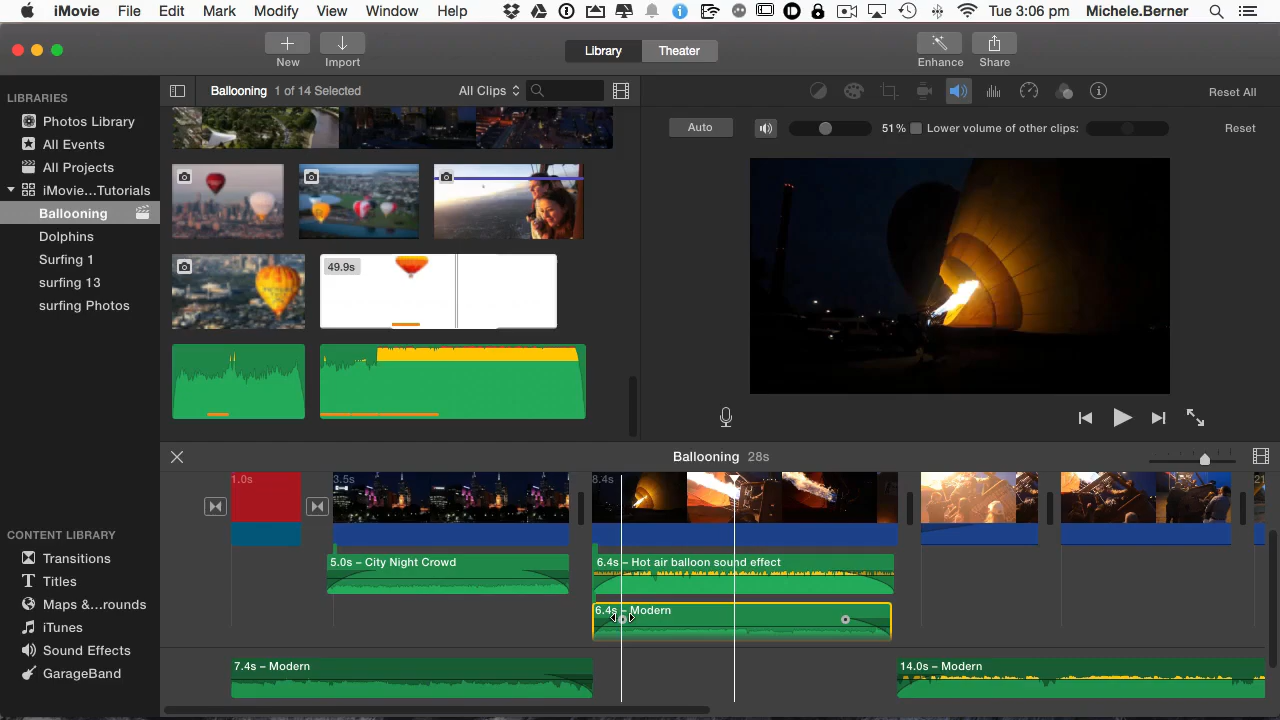 iMovie File Edit Mark Modify View Window Help Tue 3:06 pm Michele.Berner
New Import Library Theater Enhance Share
LIBRARIES
Photos Library
All Events
All Projects
iMovie…Tutorials
Ballooning
Dolphins
Surfing 1
surfing 13
surfing Photos
CONTENT LIBRARY
Transitions
Titles
Maps &…rounds
iTunes
Sound Effects
GarageBand
Ballooning 1 of 14 Selected All Clips
49.9s
Reset All
Auto 51% Lower volume of other clips: Reset
Ballooning 28s
1.0s 3.5s 8.4s
5.0s – City Night Crowd 6.4s – Hot air balloon sound effect
6.4s – Modern
7.4s – Modern 14.0s – Modern